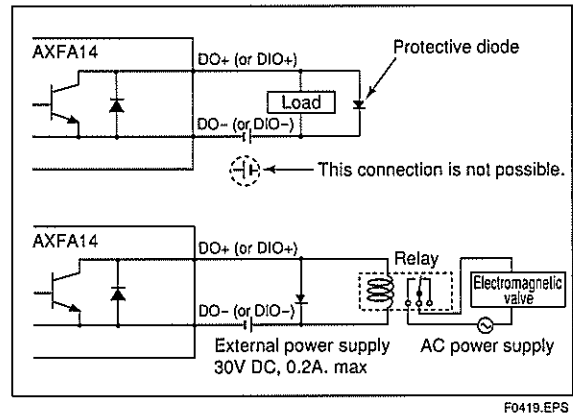 AXFA14
DO+ (or DIO+)
Protective diode
Load
DO− (or DIO−)
This connection is not possible.
AXFA14
DO+ (or DIO+)
Relay
Electromagnetic
valve
DO− (or DIO−)
External power supply
30V DC, 0.2A. max
AC power supply
F0419.EPS